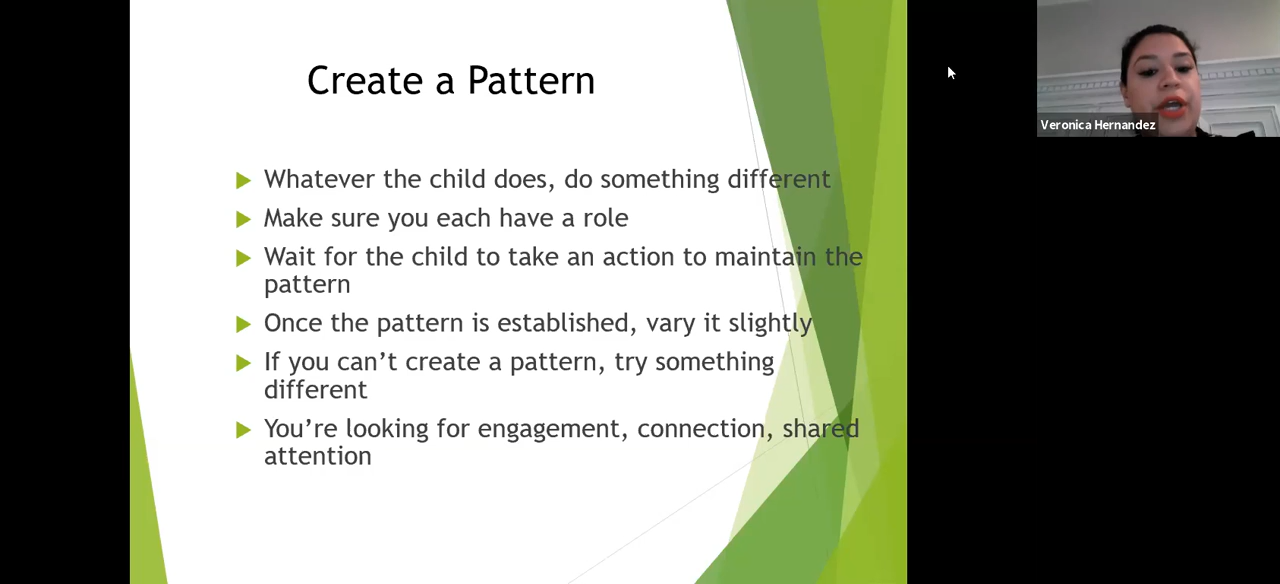 Create a Pattern
Whatever the child does, do something different
Make sure you each have a role
Wait for the child to take an action to maintain the
pattern
Once the pattern is established, vary it slightly
If you can’t create a pattern, try something
different
You’re looking for engagement, connection, shared
attention
Veronica Hernandez